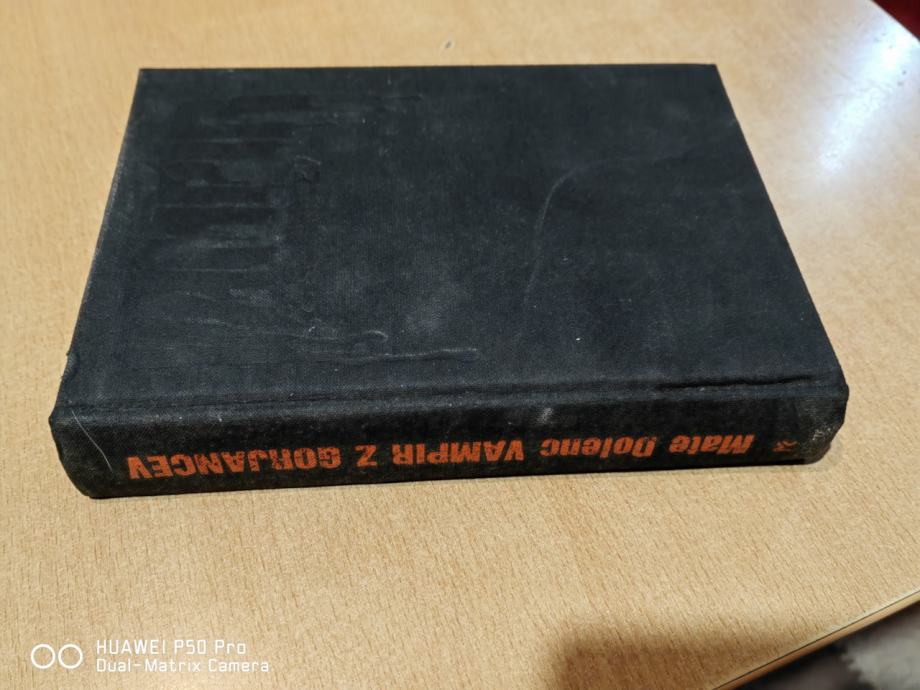 Mate Dolenc VAMPIR Z GORJANCEV
HUAWEI P50 Pro
Dual-Matrix Camera